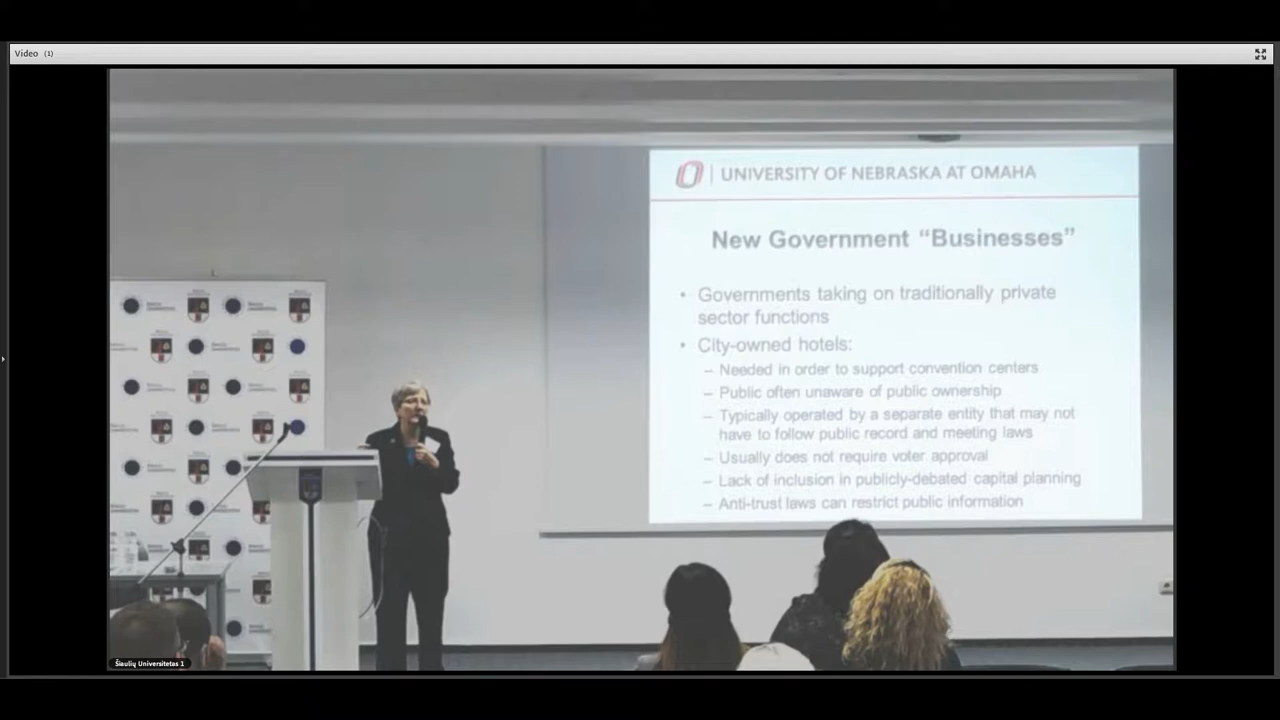 Video (1)
UNIVERSITY OF NEBRASKA AT OMAHA
New Government “Businesses”
• Governments taking on traditionally private
sector functions
• City-owned hotels:
– Needed in order to support convention centers
– Public often unaware of public ownership
– Typically operated by a separate entity that may not
have to follow public record and meeting laws
– Usually does not require voter approval
– Lack of inclusion in publicly-debated capital planning
– Anti-trust laws can restrict public information
Šiaulių Universitetas 1